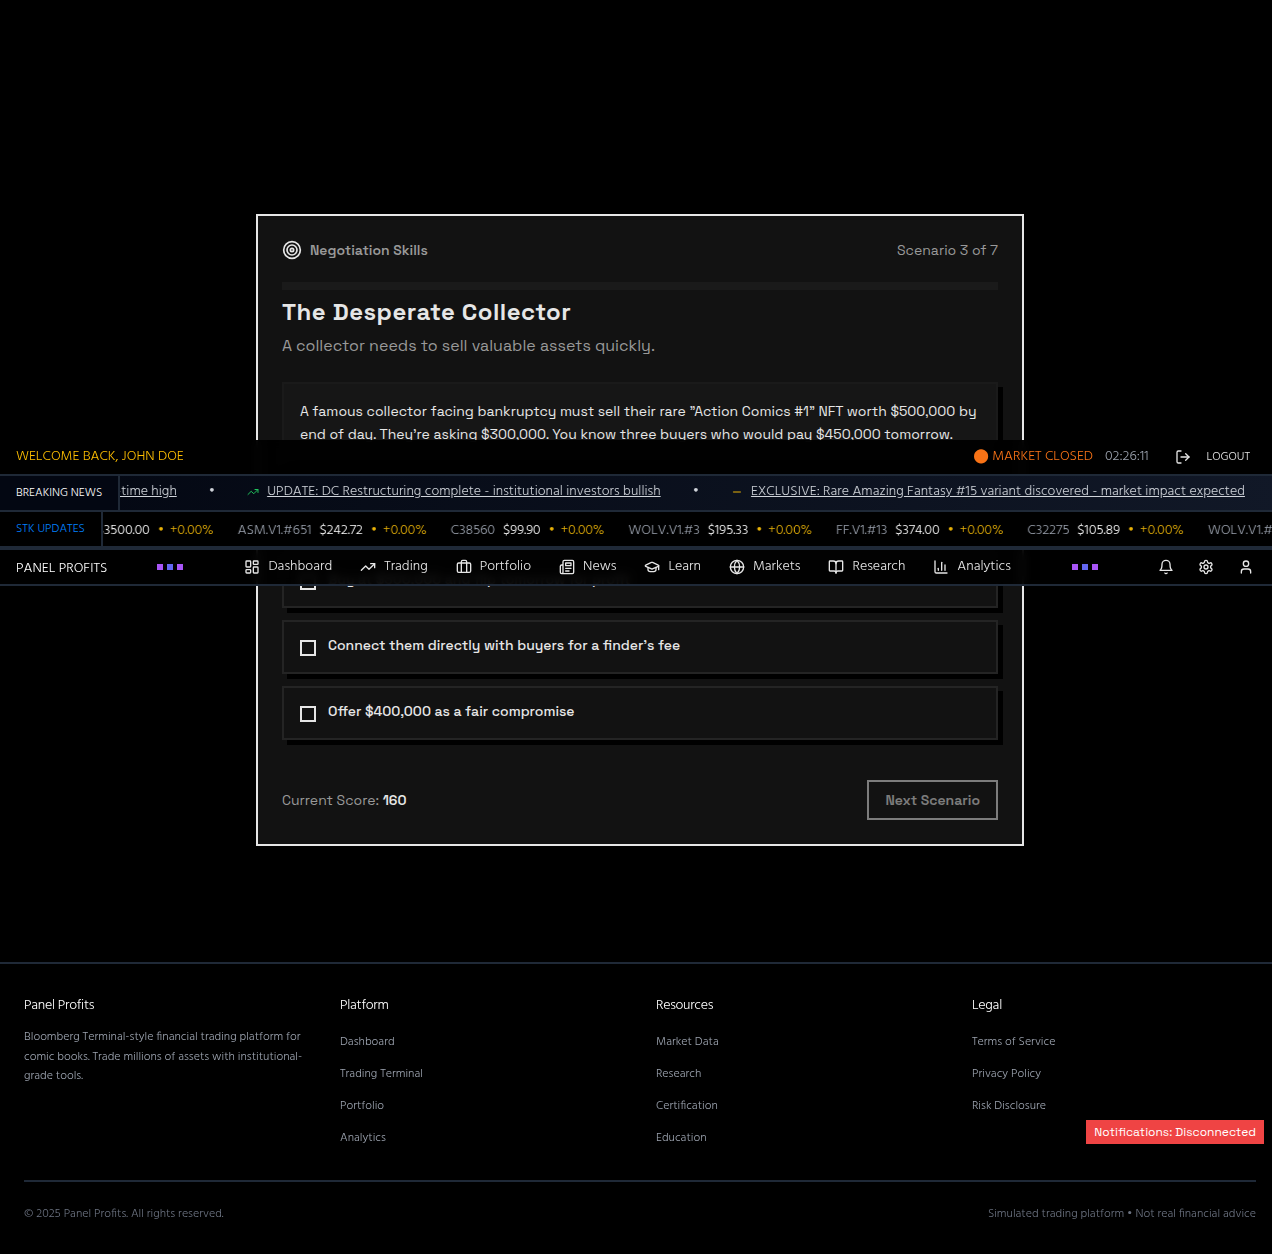 Negotiation Skills
Scenario 3 of 7
The Desperate Collector
A collector needs to sell valuable assets quickly.
A famous collector facing bankruptcy must sell their rare "Action Comics #1" NFT worth $500,000 by
end of day. They're asking $300,000. You know three buyers who would pay $450,000 tomorrow.
WELCOME BACK, JOHN DOE
MARKET CLOSED 02:26:11 LOGOUT
BREAKING NEWS time high • UPDATE: DC Restructuring complete - institutional investors bullish • EXCLUSIVE: Rare Amazing Fantasy #15 variant discovered - market impact expected
STK UPDATES 3500.00 • +0.00% ASM.V1.#651 $242.72 • +0.00% C38560 $99.90 • +0.00% WOLV.V1.#3 $195.33 • +0.00% FF.V1.#13 $374.00 • +0.00% C32275 $105.89 • +0.00% WOLV.V1.#
PANEL PROFITS Dashboard Trading Portfolio News Learn Markets Research Analytics
Connect them directly with buyers for a finder's fee
Offer $400,000 as a fair compromise
Current Score: 160
Next Scenario
Panel Profits
Bloomberg Terminal-style financial trading platform for
comic books. Trade millions of assets with institutional-
grade tools.
Platform
Dashboard
Trading Terminal
Portfolio
Analytics
Resources
Market Data
Research
Certification
Education
Legal
Terms of Service
Privacy Policy
Risk Disclosure
Notifications: Disconnected
© 2025 Panel Profits. All rights reserved.
Simulated trading platform • Not real financial advice